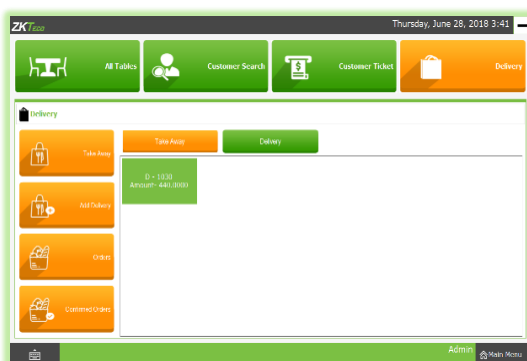 ZKTeco
Thursday, June 28, 2018 3:41
All Tables
Customer Search
Customer Ticket
Delivery
Delivery
Take Away
Delivery
Take Away
D - 1030
Amount- 440.0000
Add Delivery
Orders
Confirmed Orders
Admin
Main Menu